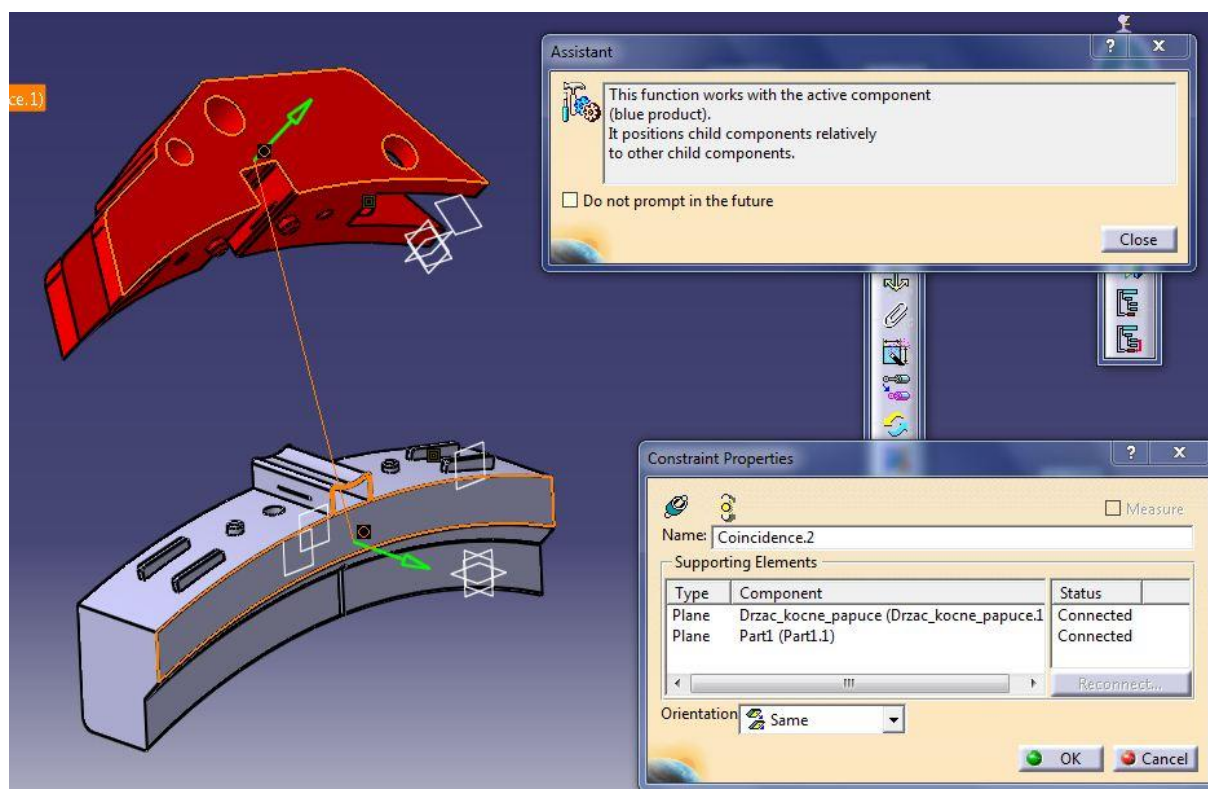 ce.1)
Assistant
? X
This function works with the active component
(blue product).
It positions child components relatively
to other child components.
Do not prompt in the future
Close
Constraint Properties
? X
Measure
Name: Coincidence.2
Supporting Elements
Type Component Status
Plane Drzac_kocne_papuce (Drzac_kocne_papuce.1 Connected
Plane Part1 (Part1.1) Connected
Reconnect...
Orientation Same
OK Cancel